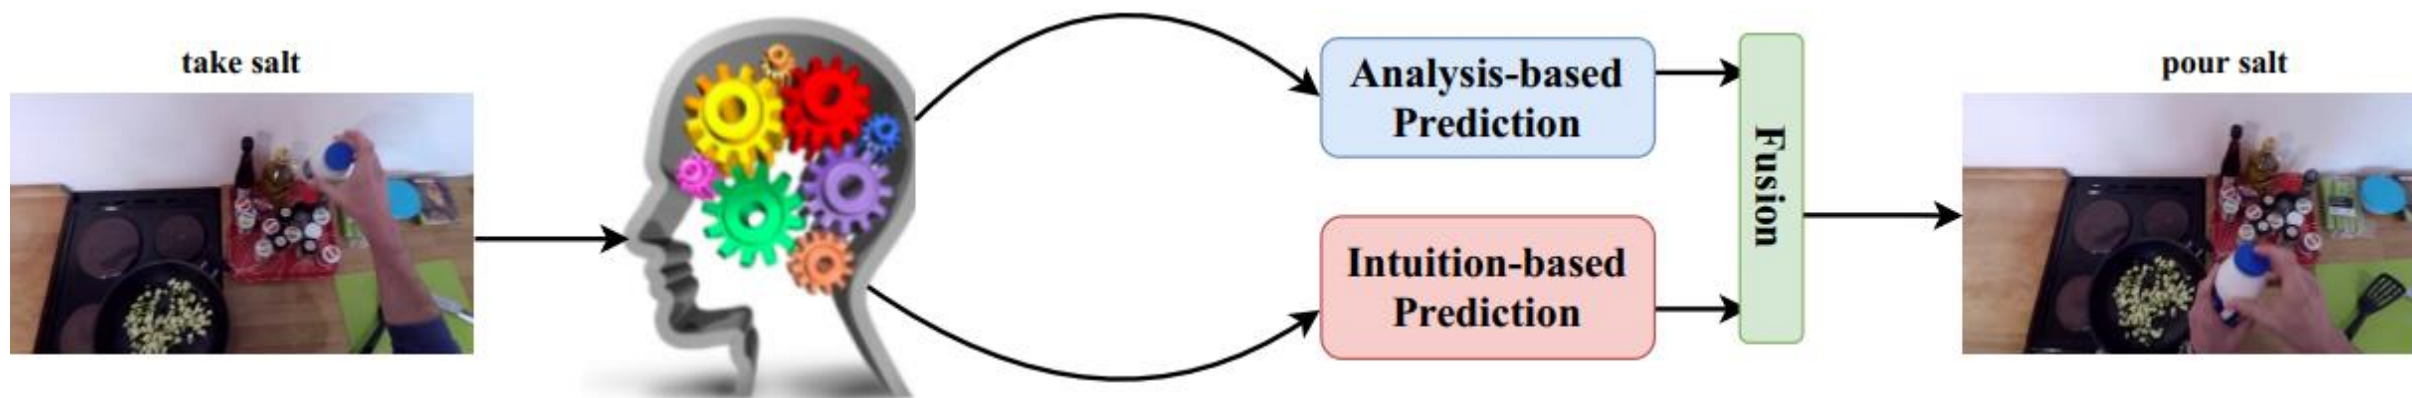 take salt
Analysis-based
Prediction
Intuition-based
Prediction
Fusion
pour salt